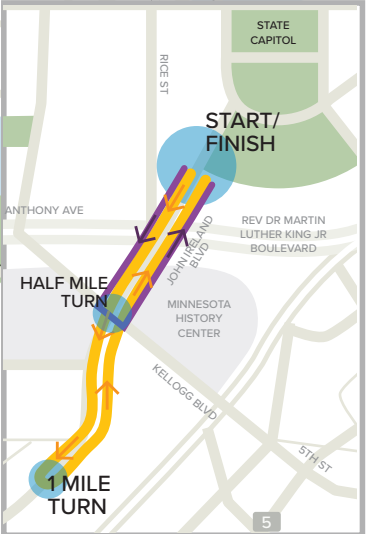 STATE
CAPITOL
RICE ST
START/
FINISH
ANTHONY AVE
REV DR MARTIN
LUTHER KING JR
BOULEVARD
JOHN IRELAND
BLVD
HALF MILE
TURN
MINNESOTA
HISTORY
CENTER
KELLOGG BLVD
5TH ST
1 MILE
TURN
5